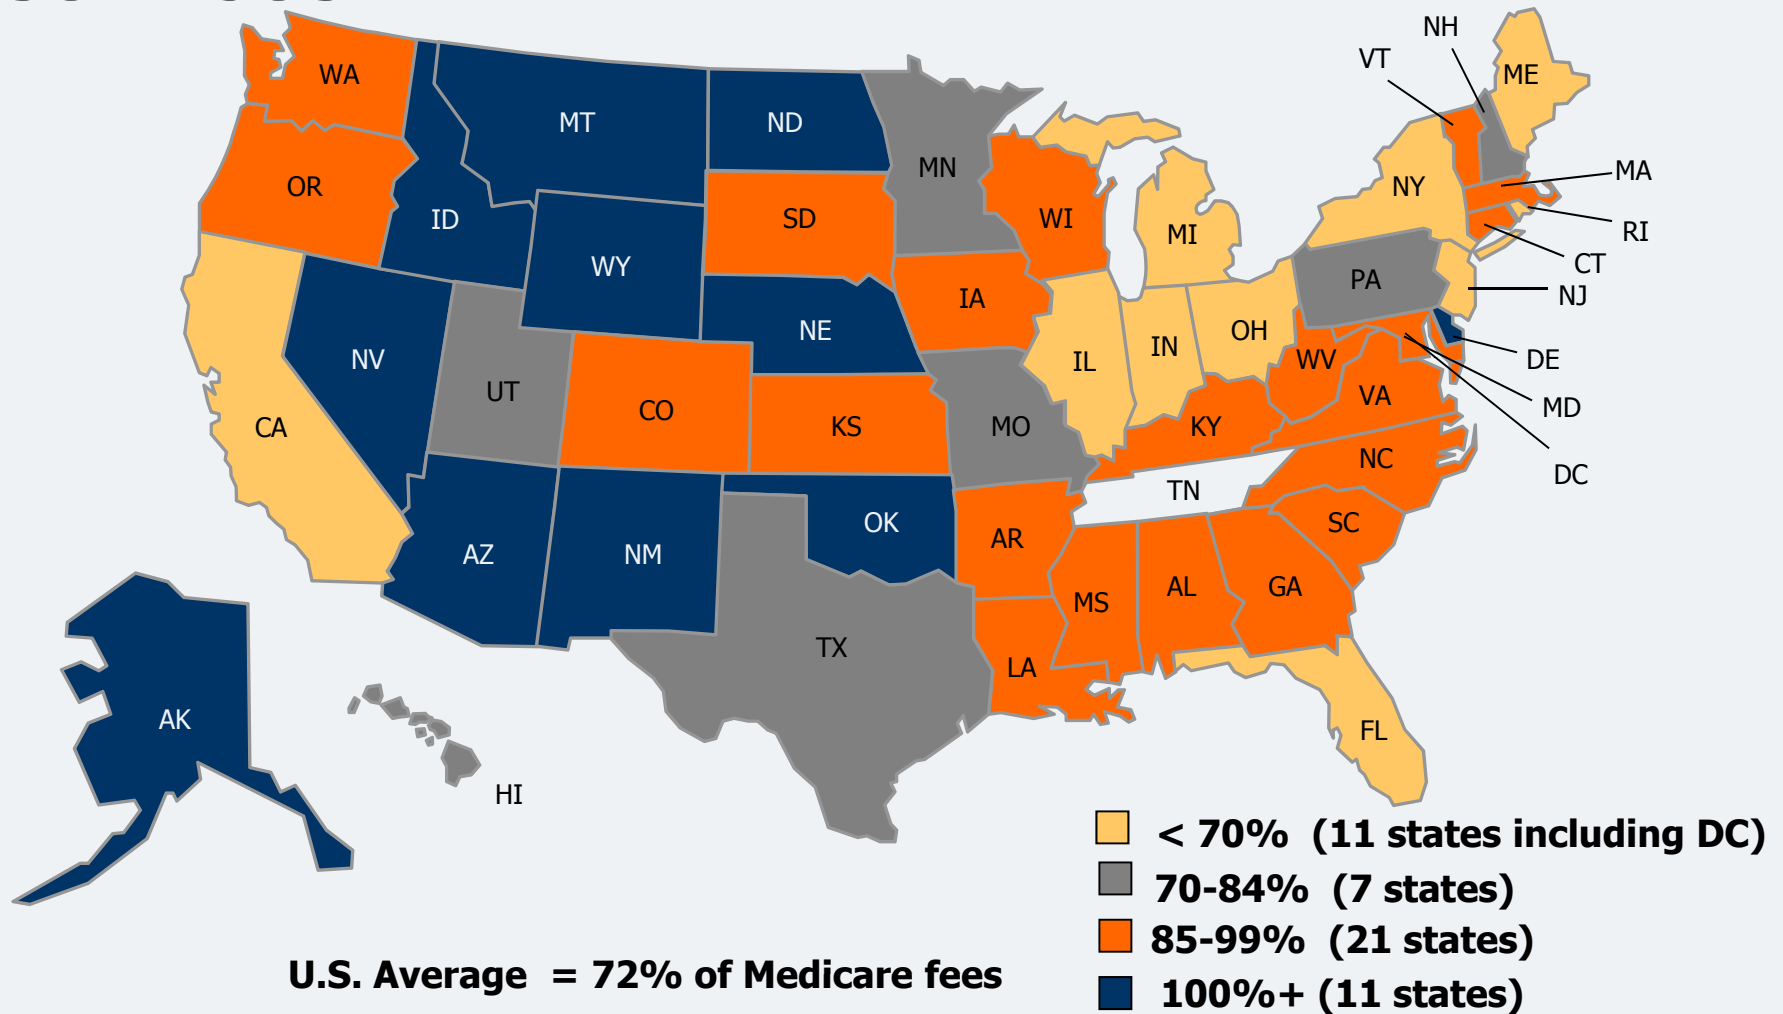 NH
VT
ME
WA
MT
ND
MN
OR
ID
SD
WI
NY
MA
MI
RI
WY
CT
PA
NJ
IA
NE
OH
IN
NV
IL
WV
DE
UT
CO
VA
MD
CA
KS
MO
KY
NC
DC
TN
OK
SC
AR
AZ
NM
AL
GA
MS
TX
LA
AK
FL
HI
< 70% (11 states including DC)
70-84% (7 states)
85-99% (21 states)
U.S. Average = 72% of Medicare fees
100%+ (11 states)